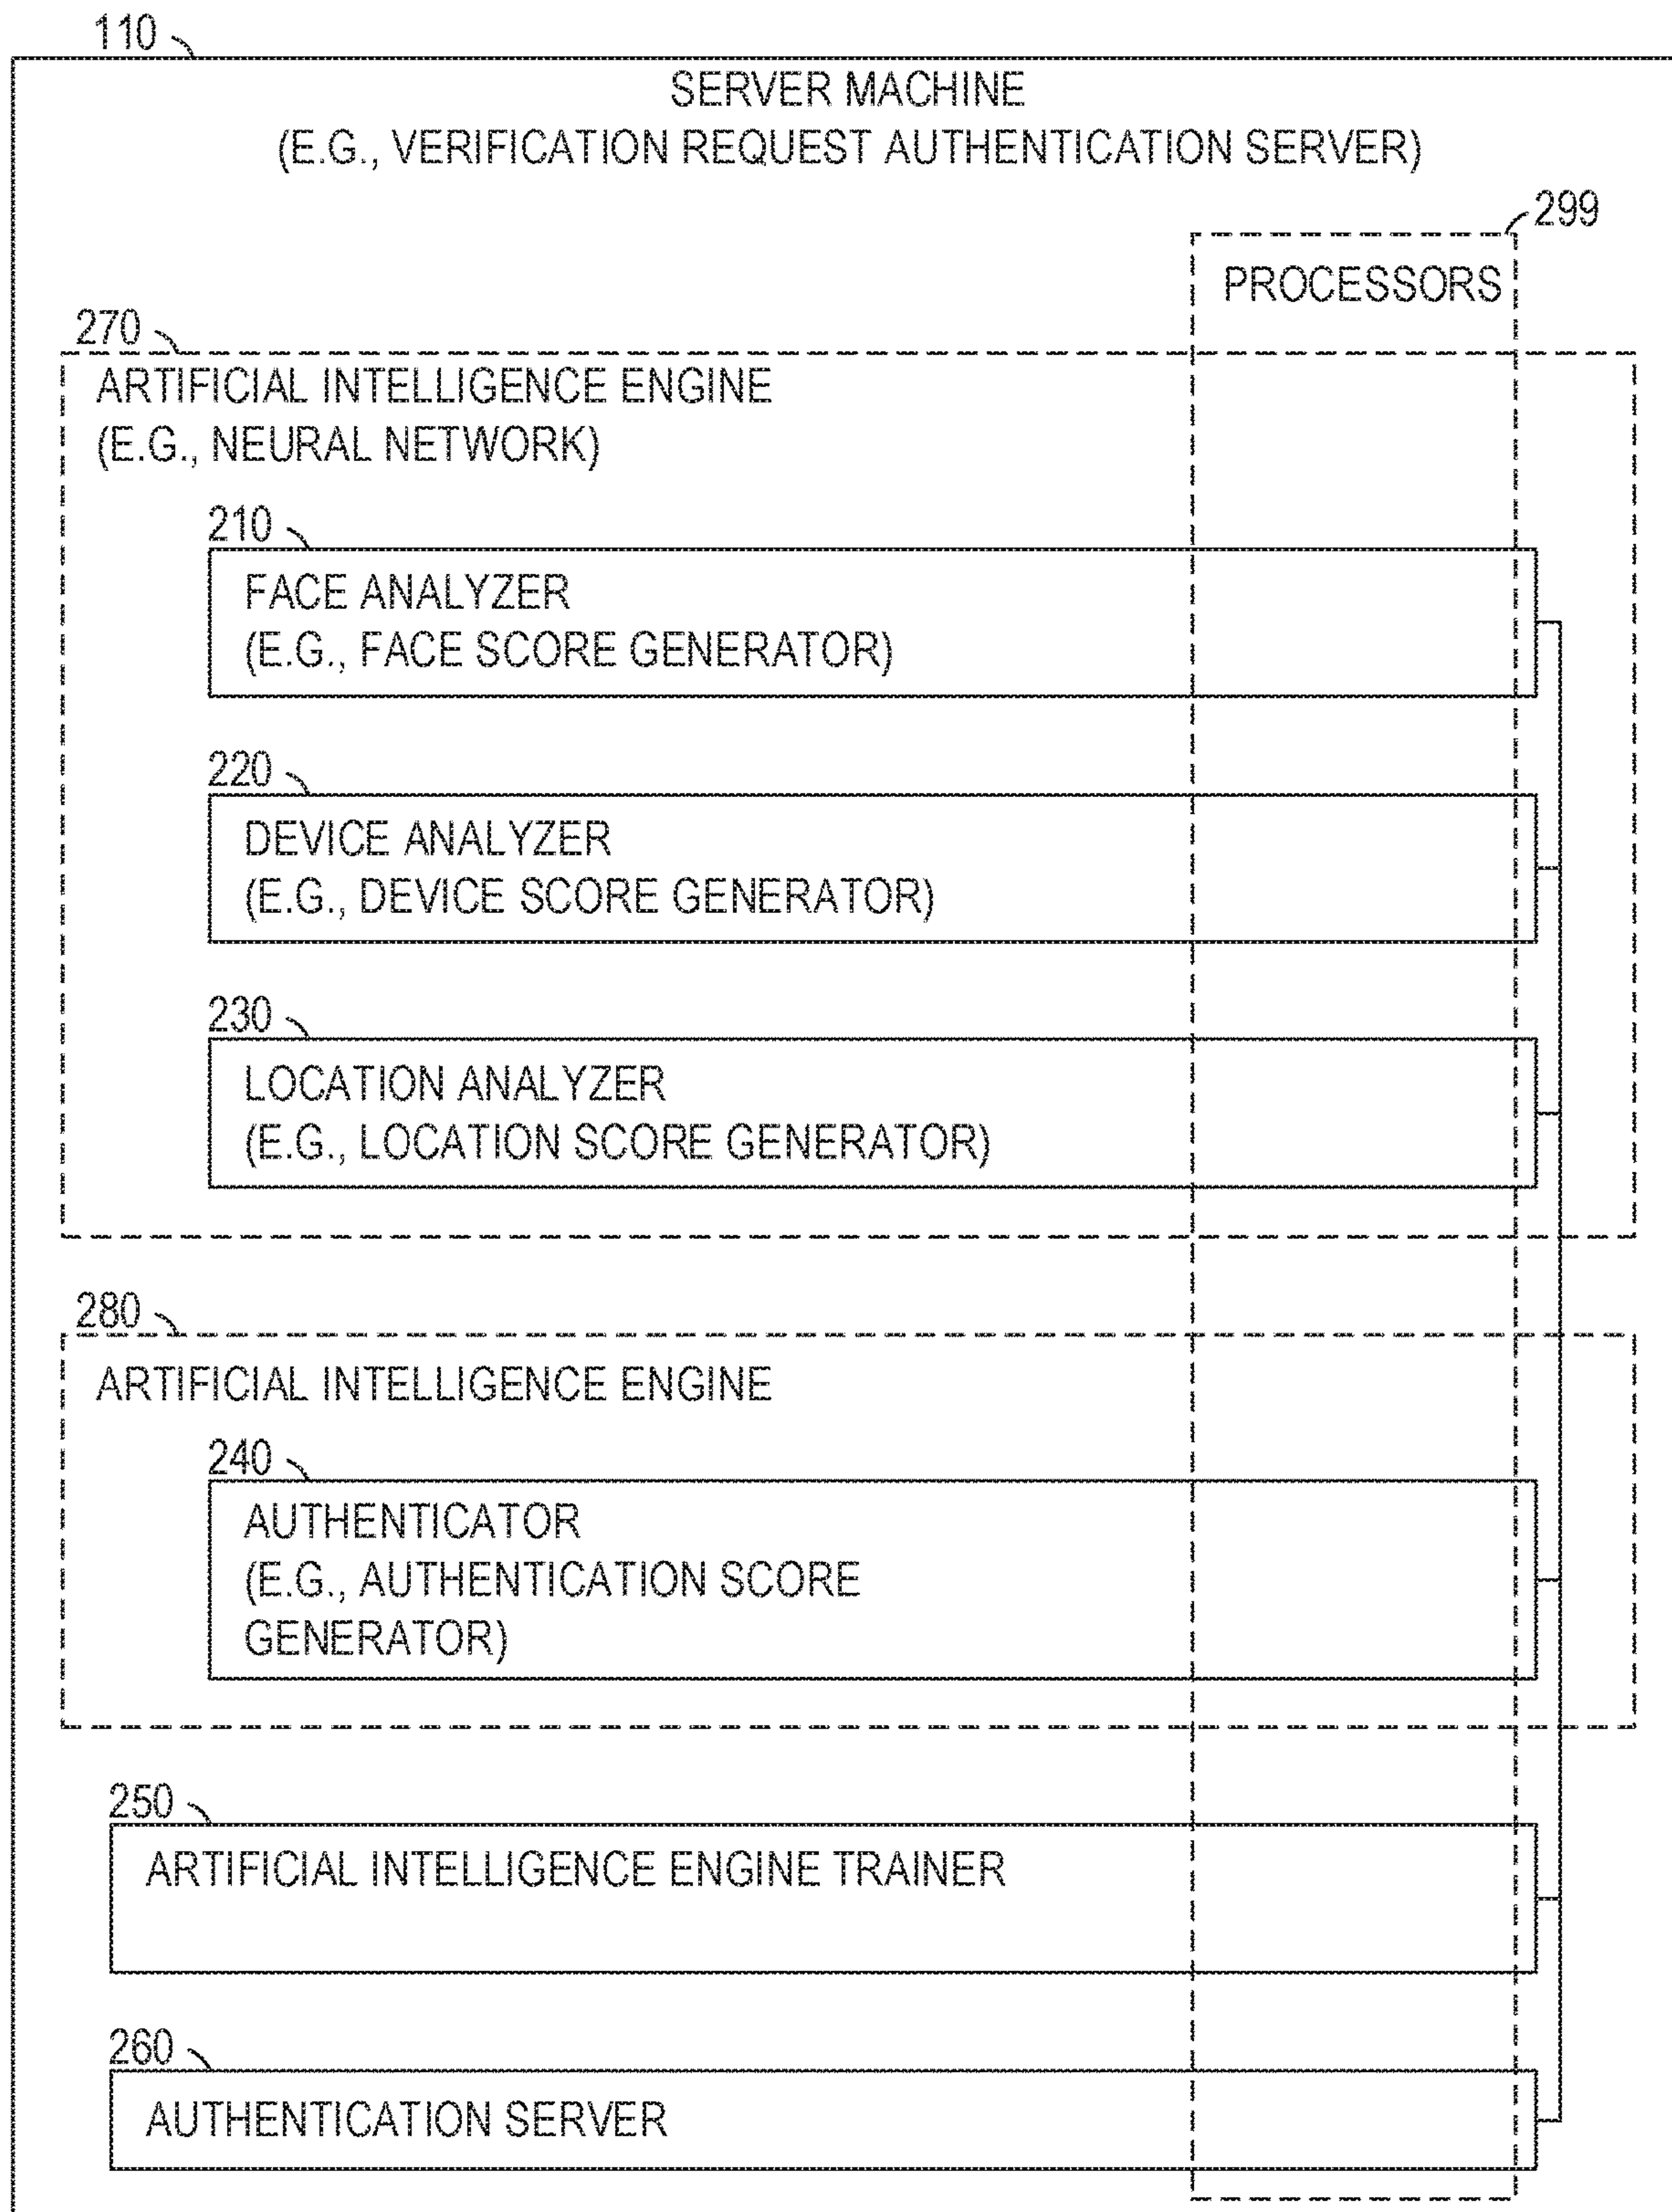 110
SERVER MACHINE
(E.G., VERIFICATION REQUEST AUTHENTICATION SERVER)
299
PROCESSORS
270
ARTIFICIAL INTELLIGENCE ENGINE
(E.G., NEURAL NETWORK)
210
FACE ANALYZER
(E.G., FACE SCORE GENERATOR)
220
DEVICE ANALYZER
(E.G., DEVICE SCORE GENERATOR)
230
LOCATION ANALYZER
(E.G., LOCATION SCORE GENERATOR)
280
ARTIFICIAL INTELLIGENCE ENGINE
240
AUTHENTICATOR
(E.G., AUTHENTICATION SCORE
GENERATOR)
250
ARTIFICIAL INTELLIGENCE ENGINE TRAINER
260
AUTHENTICATION SERVER